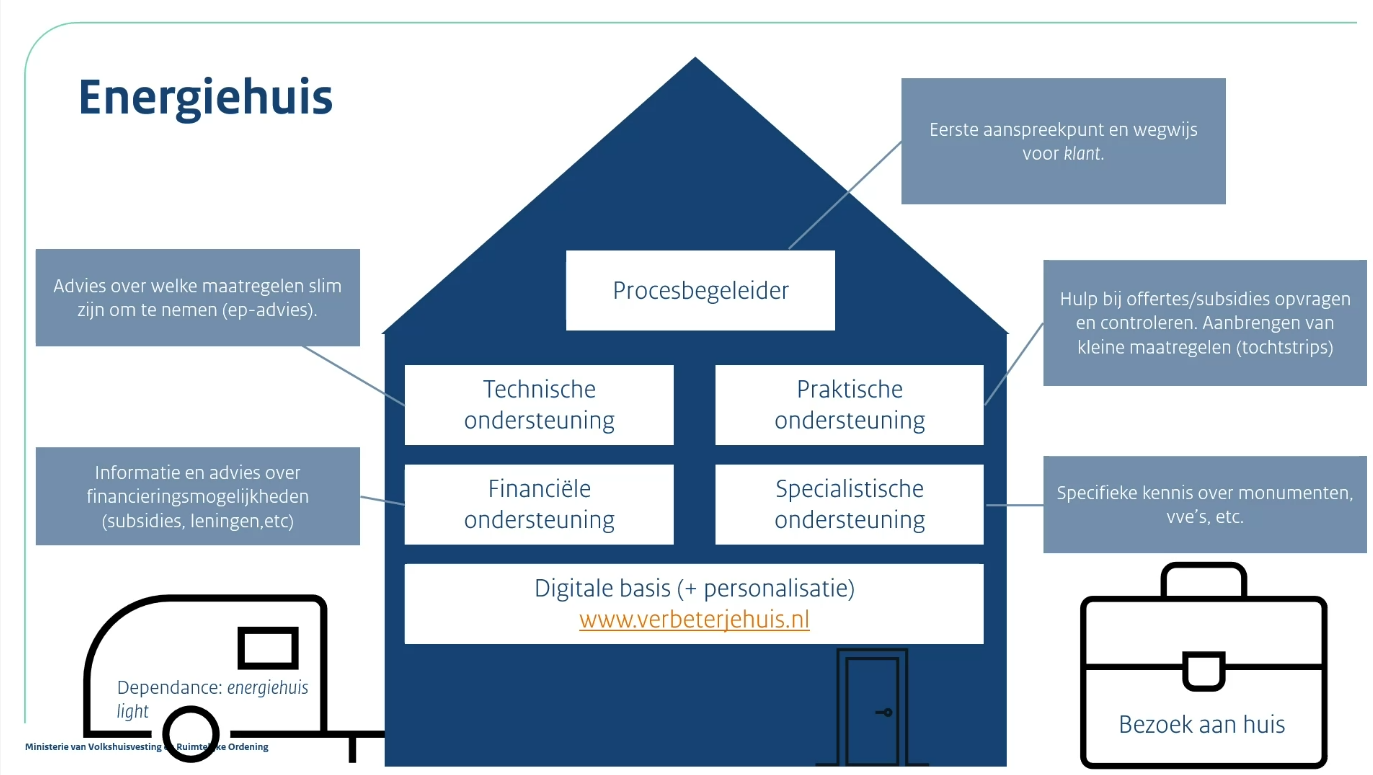 Energiehuis
Eerste aanspreekpunt en wegwijs
voor klant.
Procesbegeleider
Advies over welke maatregelen slim
zijn om te nemen (ep-advies).
Hulp bij offertes/subsidies opvragen
en controleren. Aanbrengen van
kleine maatregelen (tochtstrips)
Technische
ondersteuning
Praktische
ondersteuning
Informatie en advies over
financieringsmogelijkheden
(subsidies, leningen,etc)
Financiële
ondersteuning
Specialistische
ondersteuning
Specifieke kennis over monumenten,
vve's, etc.
Digitale basis (+ personalisatie)
www.verbeterjehuis.nl
Dependance: energiehuis
light
Bezoek aan huis
Ministerie van Volkshuisvesting en Ruimtelijke Ordening